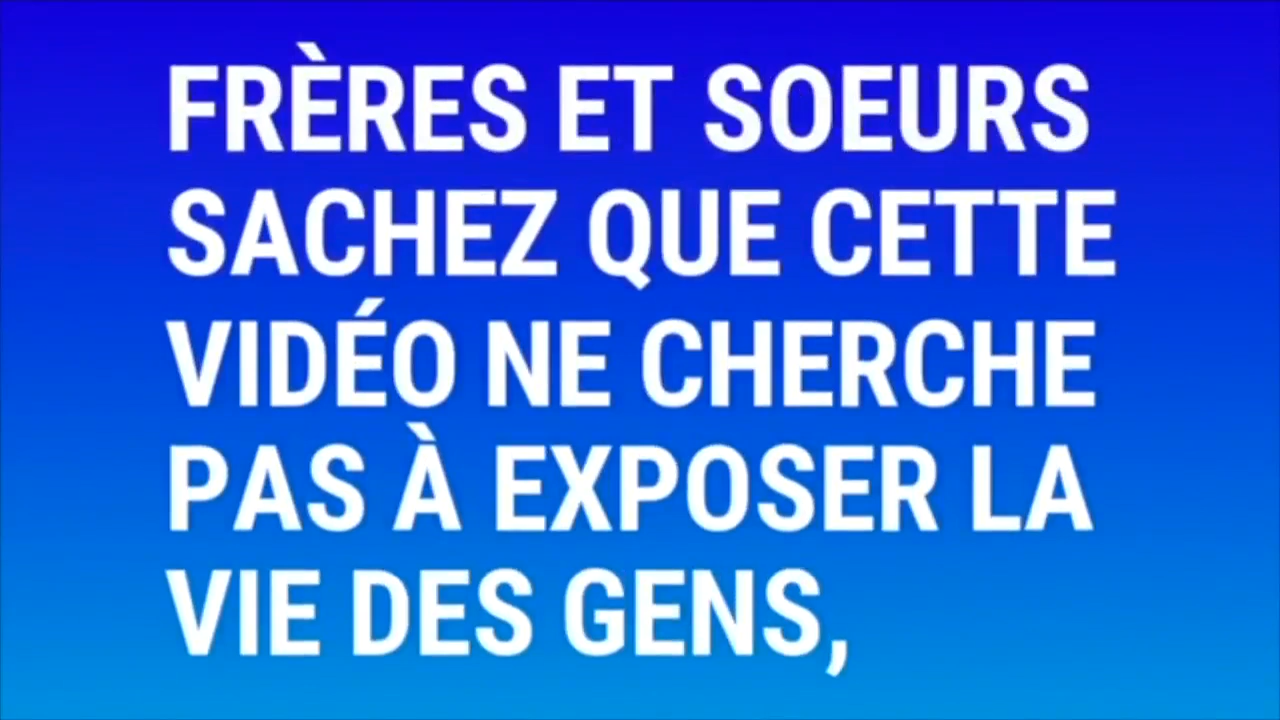 FRÈRES ET SOEURS
SACHEZ QUE CETTE
VIDÉO NE CHERCHE
PAS À EXPOSER LA
VIE DES GENS,